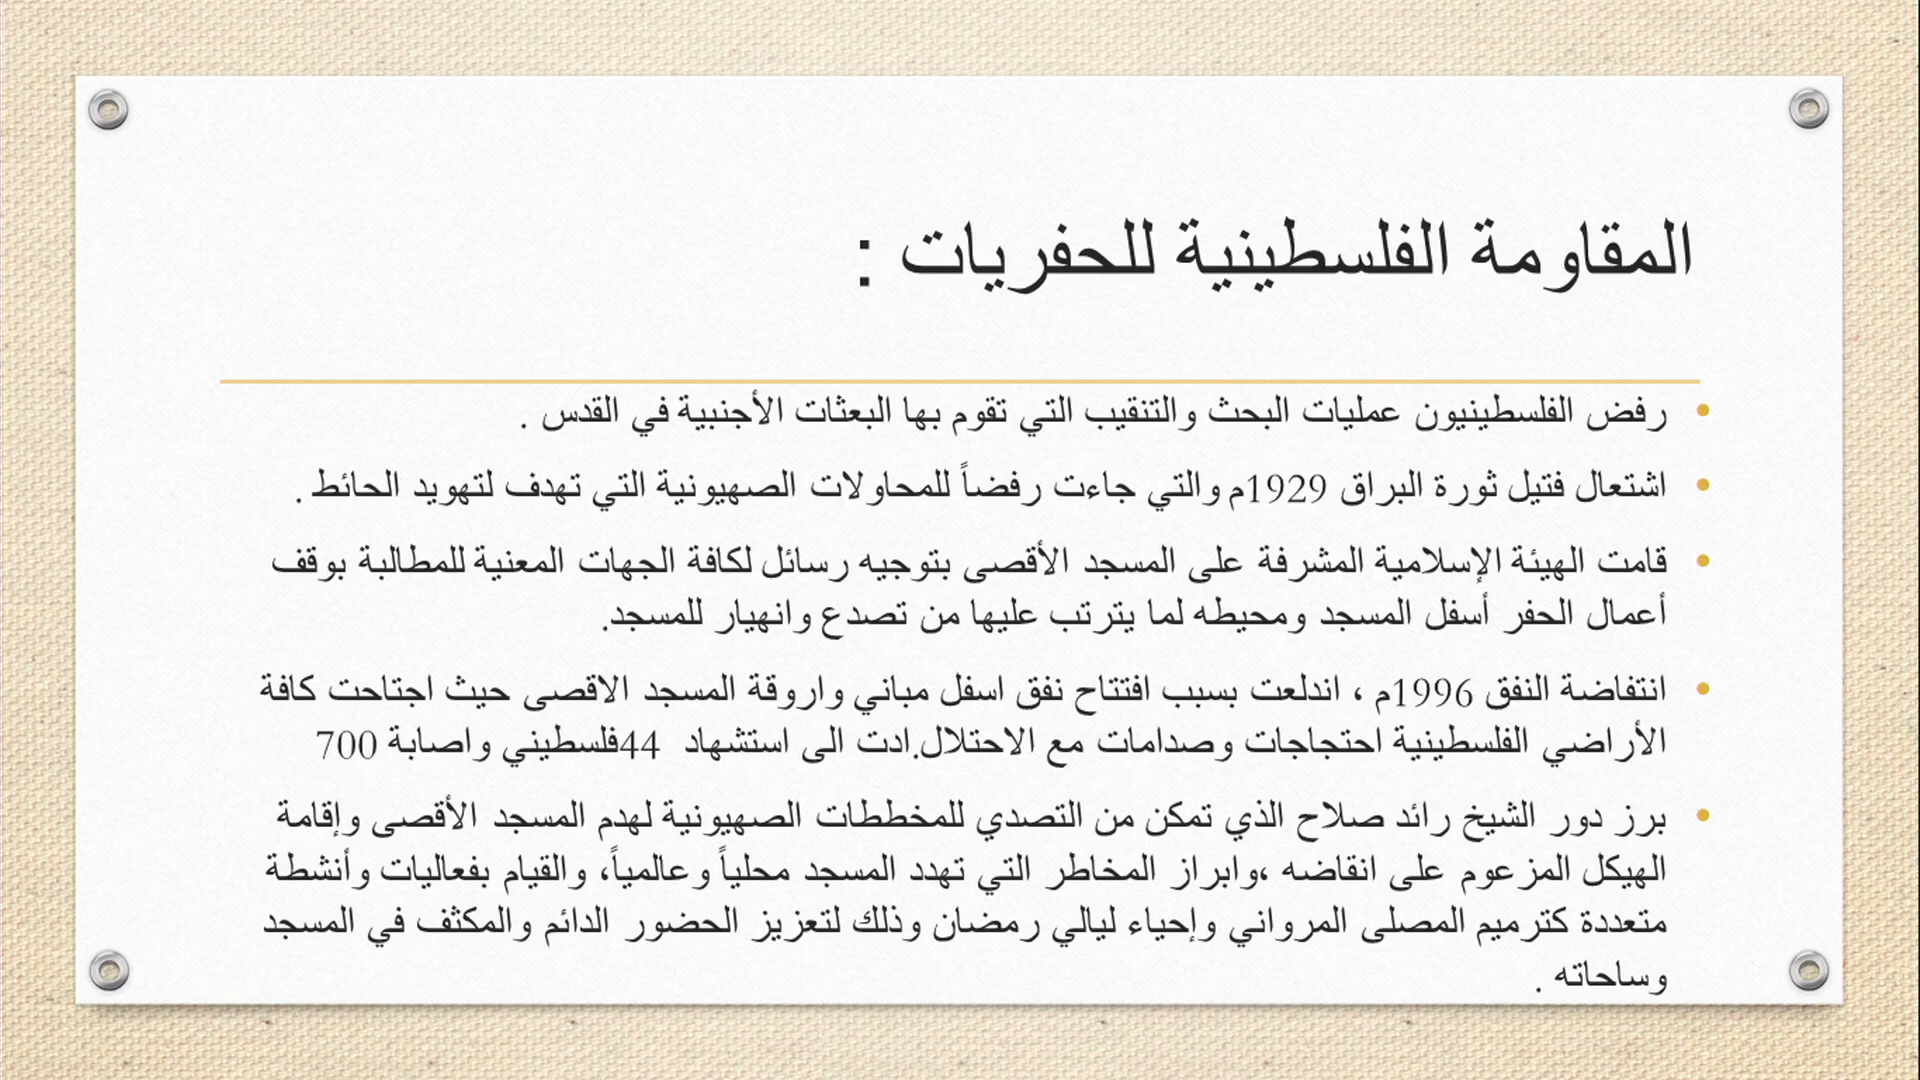 المقاومة الفلسطينية للحفريات :
• رفض الفلسطينيون عمليات البحث والتنقيب التي تقوم بها البعثات الأجنبية في القدس .
• اشتعال فتيل ثورة البراق 1929م والتي جاءت رفضاً للمحاولات الصهيونية التي تهدف لتهويد الحائط .
• قامت الهيئة الإسلامية المشرفة على المسجد الأقصى بتوجيه رسائل لكافة الجهات المعنية للمطالبة بوقف
أعمال الحفر أسفل المسجد ومحيطه لما يترتب عليها من تصدع وانهيار للمسجد.
• انتفاضة النفق 1996م ، اندلعت بسبب افتتاح نفق اسفل مباني واروقة المسجد الاقصى حيث اجتاحت كافة
الأراضي الفلسطينية احتجاجات وصدامات مع الاحتلال.ادت الى استشهاد 44فلسطيني واصابة 700
• برز دور الشيخ رائد صلاح الذي تمكن من التصدي للمخططات الصهيونية لهدم المسجد الأقصى وإقامة
الهيكل المزعوم على انقاضه ،وابراز المخاطر التي تهدد المسجد محلياً وعالمياً، والقيام بفعاليات وأنشطة
متعددة كترميم المصلى المرواني وإحياء ليالي رمضان وذلك لتعزيز الحضور الدائم والمكثف في المسجد
وساحاته .